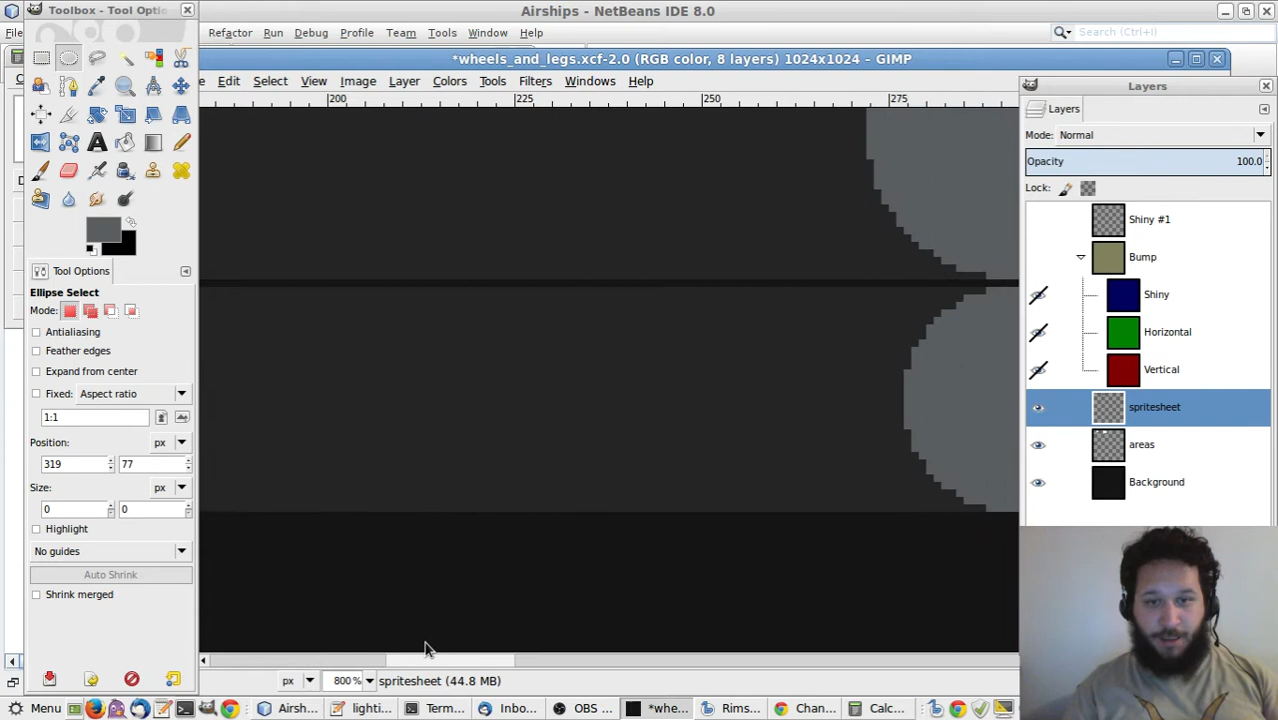 Toolbox - Tool Optio
Airships - NetBeans IDE 8.0
Refactor Run Debug Profile Team Tools Window Help
Search (Ctrl+I)
*wheels_and_legs.xcf-2.0 (RGB color, 8 layers) 1024x1024 – GIMP
Edit Select View Image Layer Colors Tools Filters Windows Help
200 225 250 275
Layers
Layers
Mode: Normal
Opacity 100.0
Lock:
Shiny #1
Bump
Shiny
Horizontal
Vertical
spritesheet
areas
Background
Tool Options
Ellipse Select
Mode:
Antialiasing
Feather edges
Expand from center
Fixed: Aspect ratio
1:1
Position: px
319 77
Size: px
0 0
Highlight
No guides
Auto Shrink
Shrink merged
px 800% spritesheet (44.8 MB)
Menu Airsh... lighti... Term... Inbo... OBS ... *whe... Rims... Chan... Calc...